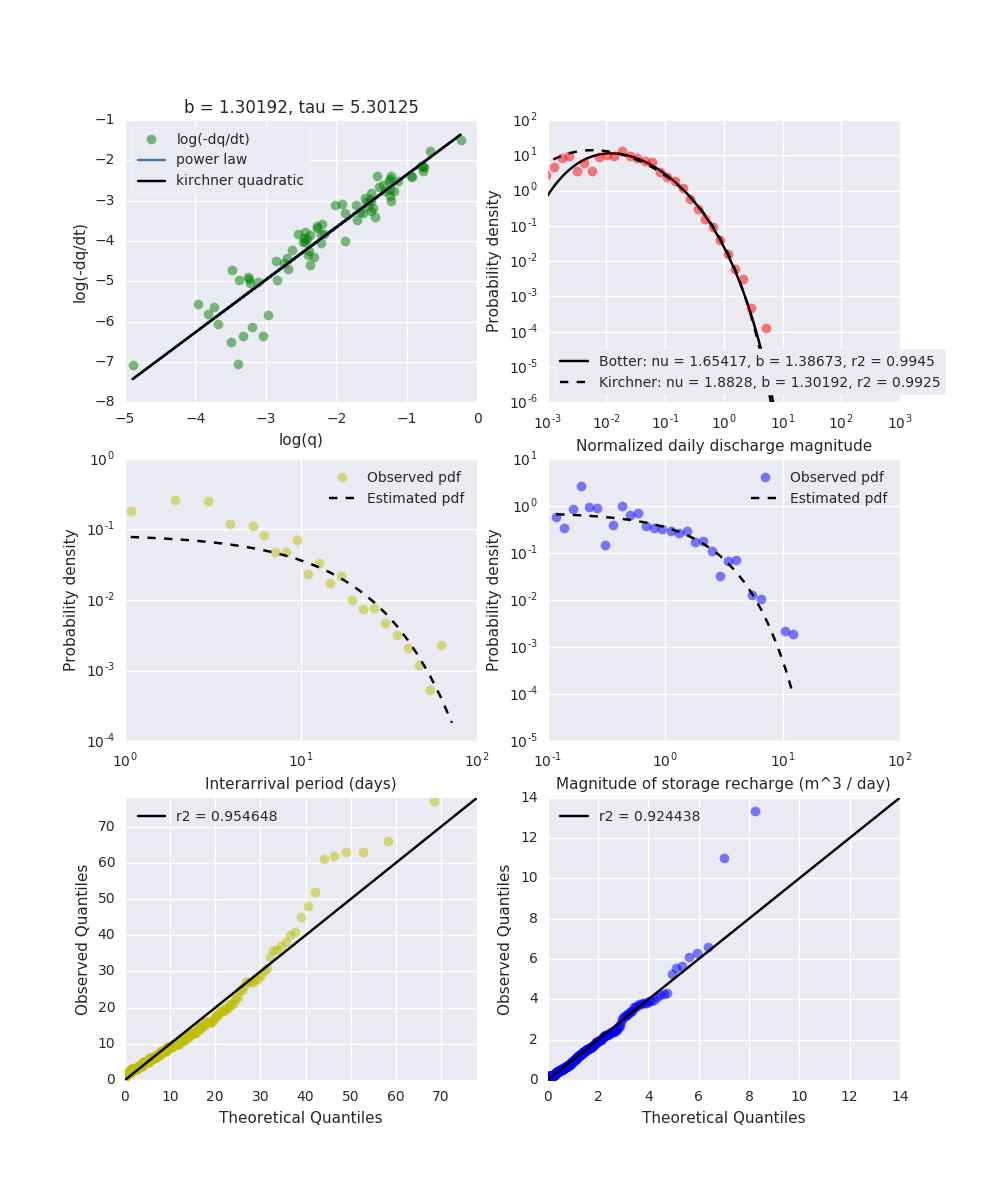 b = 1.30192, tau = 5.30125
−1
−2
−3
−4
−5
−6
−7
−8
log(-dq/dt)
log(-dq/dt)
power law
kirchner quadratic
−5 −4 −3 −2 −1 0
log(q)
10^2
10^1
10^0
10^-1
10^-2
10^-3
10^-4
10^-5
10^-6
Probability density
Botter: nu = 1.65417, b = 1.38673, r2 = 0.9945
Kirchner: nu = 1.8828, b = 1.30192, r2 = 0.9925
10^-3 10^-2 10^-1 10^0 10^1 10^2 10^3
Normalized daily discharge magnitude
10^0
10^-1
10^-2
10^-3
10^-4
Probability density
Observed pdf
Estimated pdf
10^0 10^1 10^2
Interarrival period (days)
10^1
10^0
10^-1
10^-2
10^-3
10^-4
10^-5
Probability density
Observed pdf
Estimated pdf
10^-1 10^0 10^1 10^2
Magnitude of storage recharge (m^3 / day)
70
60
50
40
30
20
10
0
Observed Quantiles
r2 = 0.954648
0 10 20 30 40 50 60 70
Theoretical Quantiles
14
12
10
8
6
4
2
0
Observed Quantiles
r2 = 0.924438
0 2 4 6 8 10 12 14
Theoretical Quantiles